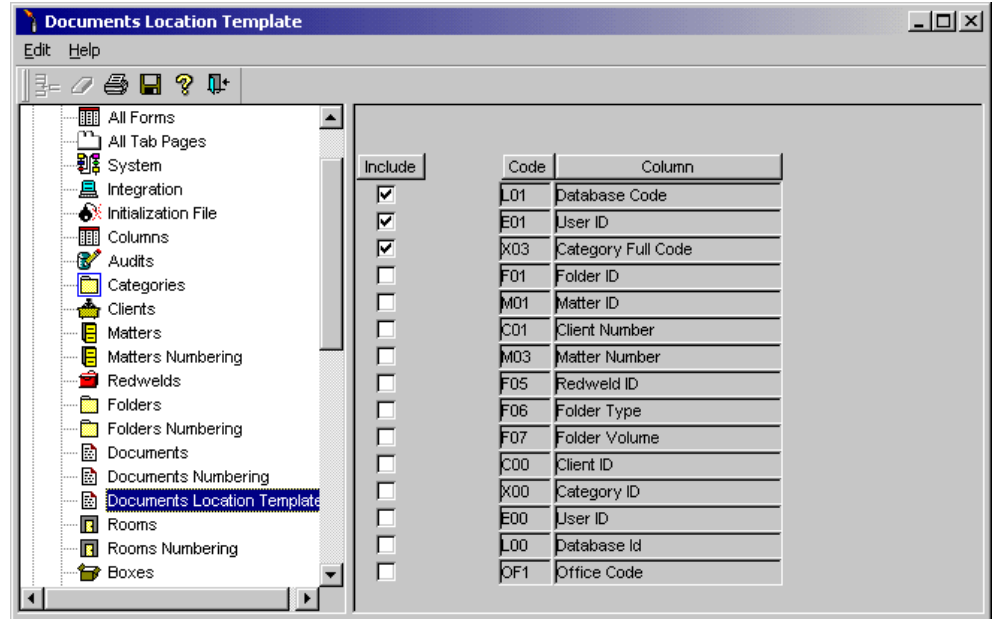 Documents Location Template
Edit Help
All Forms
All Tab Pages
System
Integration
Initialization File
Columns
Audits
Categories
Clients
Matters
Matters Numbering
Redwelds
Folders
Folders Numbering
Documents
Documents Numbering
Documents Location Template
Rooms
Rooms Numbering
Boxes
Include Code Column
L01 Database Code
E01 User ID
X03 Category Full Code
F01 Folder ID
M01 Matter ID
C01 Client Number
M03 Matter Number
F05 Redweld ID
F06 Folder Type
F07 Folder Volume
C00 Client ID
X00 Category ID
E00 User ID
L00 Database Id
OF1 Office Code